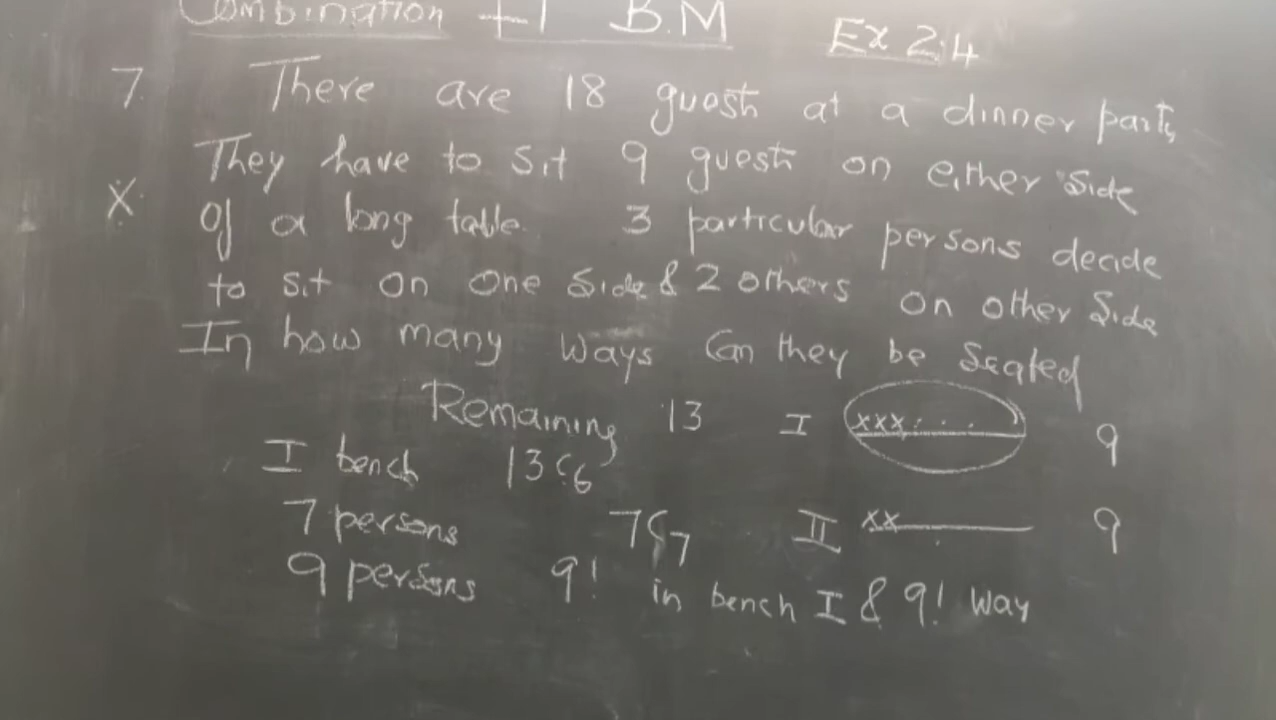 Combination +1 B.M Ex 2.4
7. There are 18 guests at a dinner party
They have to sit 9 guests on either side
X. of a long table. 3 particular persons decide
to sit on one side & 2 others on other side
In how many ways can they be seated
Remaining 13 I xxx... 9
I bench 13C6
7 persons 7C7 II xx 9
9 persons 9! in bench I & 9! way